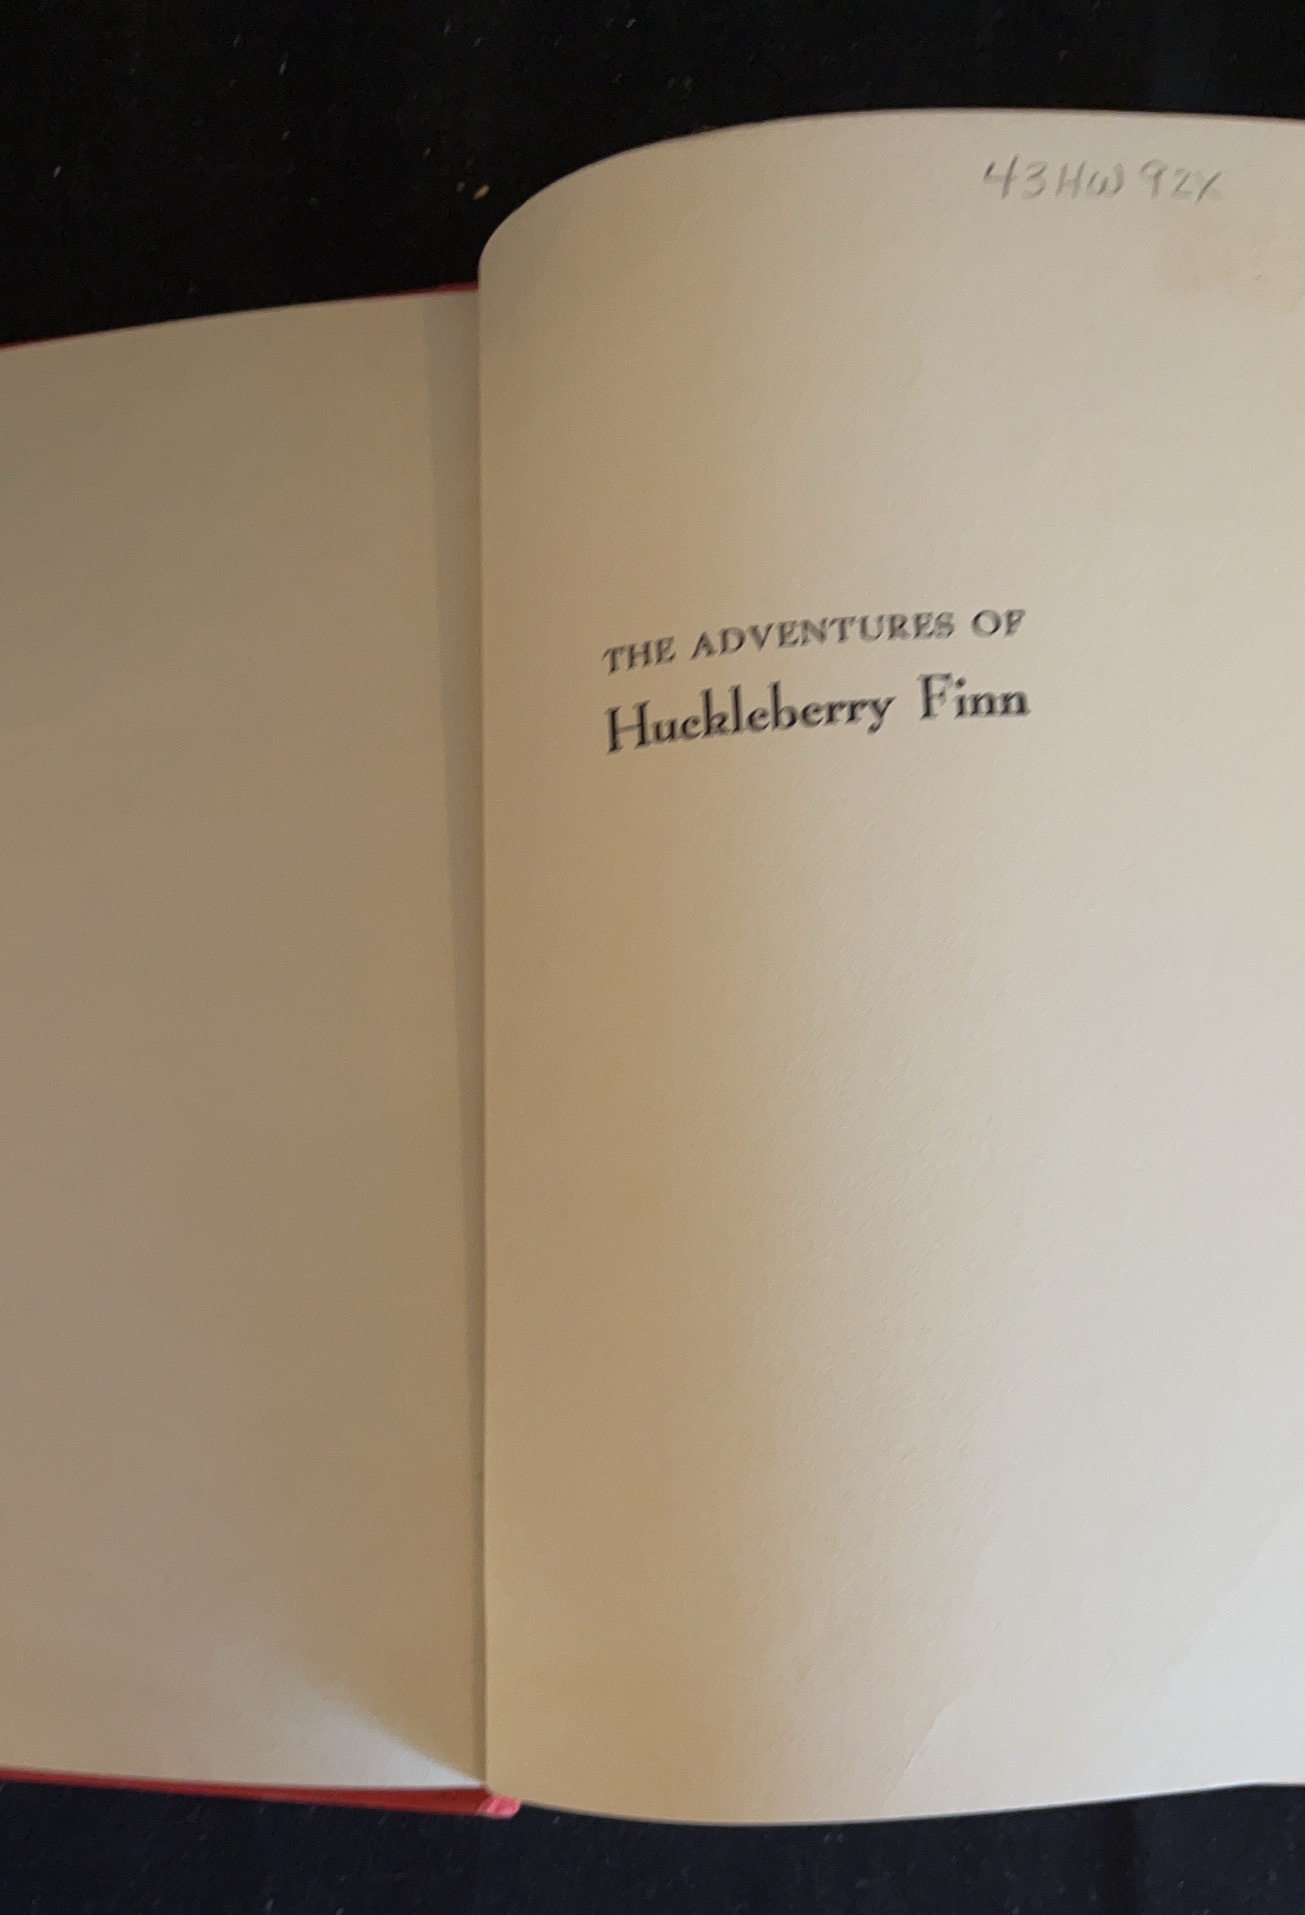 43HW92X
THE ADVENTURES OF
Huckleberry Finn